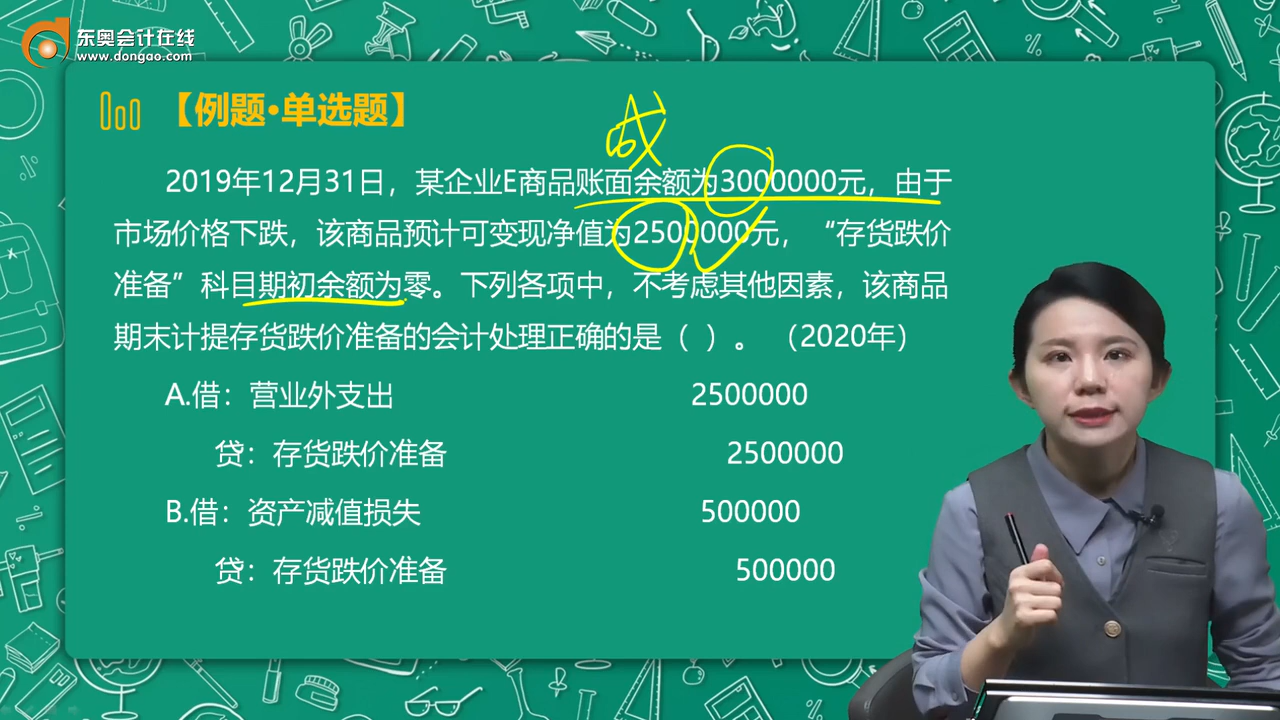 东奥会计在线
www.dongao.com
【例题•单选题】
成
2019年12月31日，某企业E商品账面余额为3000000元，由于
市场价格下跌，该商品预计可变现净值为2500000元，“存货跌价
准备”科目期初余额为零。下列各项中，不考虑其他因素，该商品
期末计提存货跌价准备的会计处理正确的是（ ）。 （2020年）
A.借：营业外支出 2500000
贷：存货跌价准备 2500000
B.借：资产减值损失 500000
贷：存货跌价准备 500000